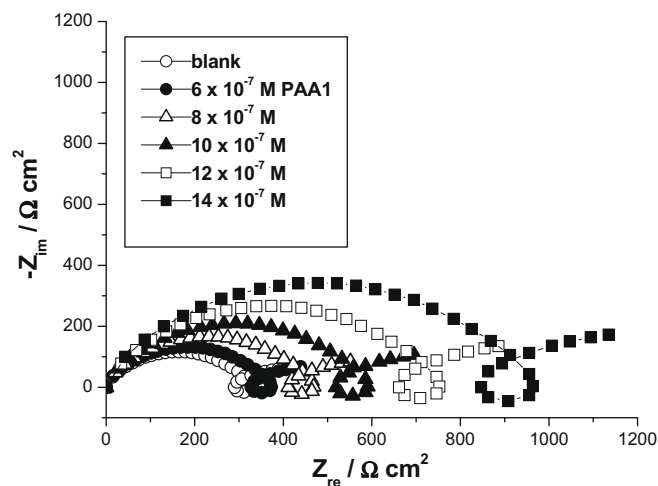 -1200
-1000
-800
-600
-400
-200
0
-Z_im / Ω cm²
blank
6 x 10⁻⁷ M PAA1
8 x 10⁻⁷ M
10 x 10⁻⁷ M
12 x 10⁻⁷ M
14 x 10⁻⁷ M
0 200 400 600 800 1000 1200
Z_re / Ω cm²